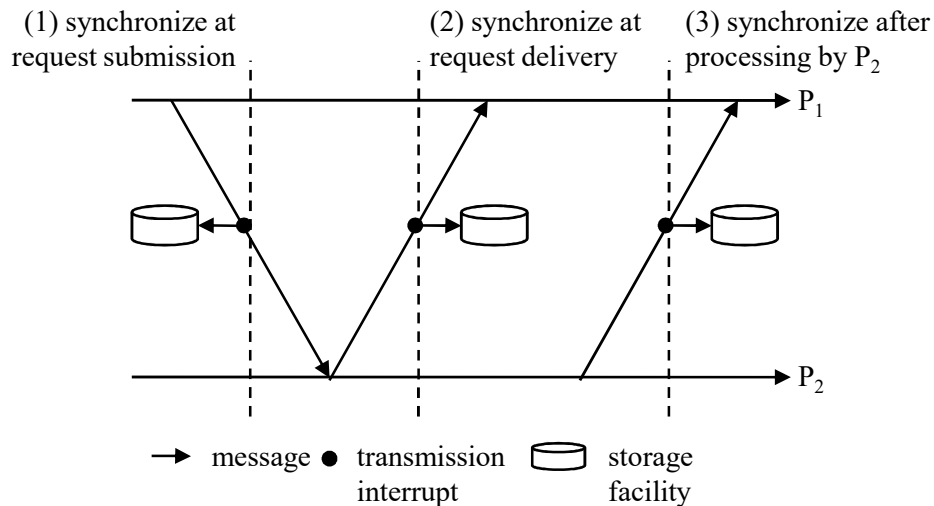 (1) synchronize at
request submission
(2) synchronize at
request delivery
(3) synchronize after
processing by P₂
P₁
P₂
message
transmission
interrupt
storage
facility